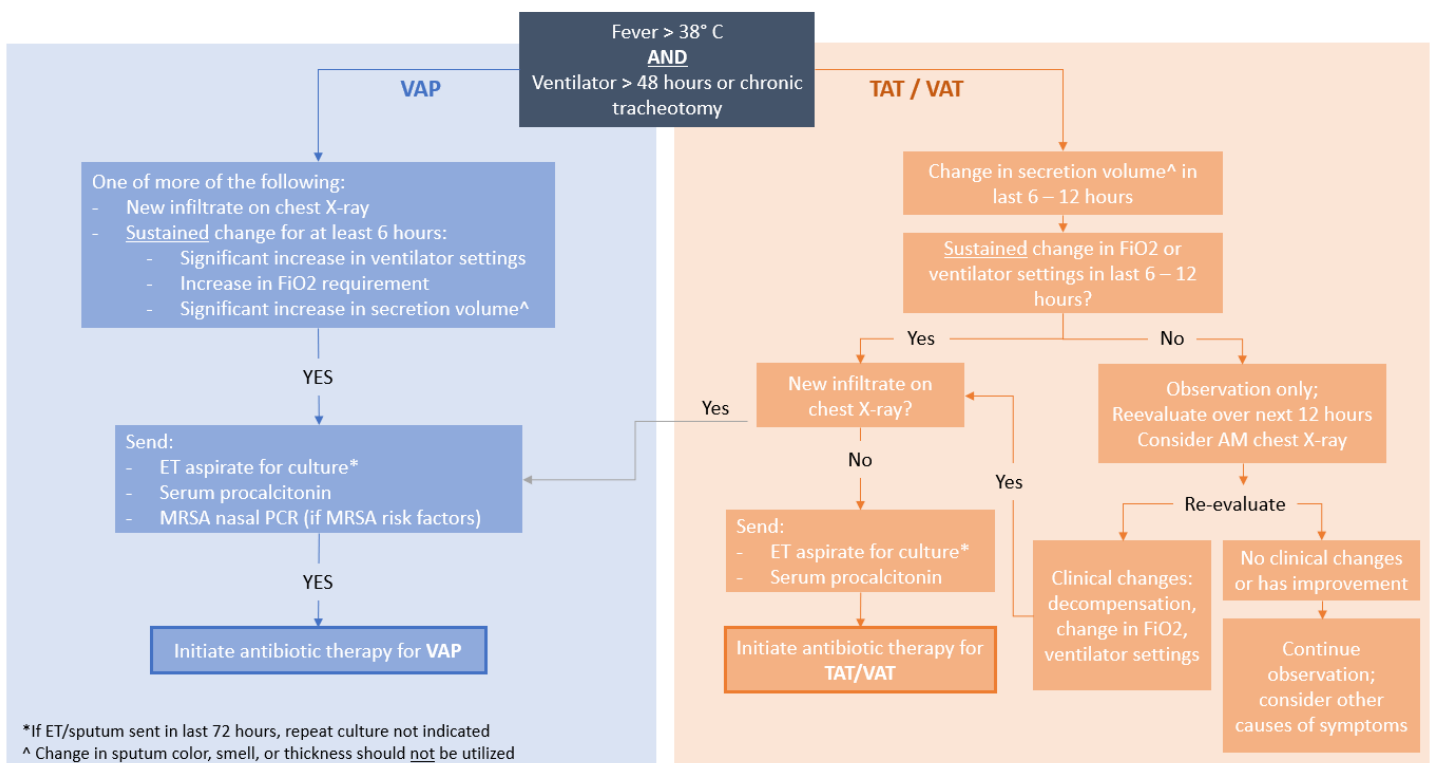 Fever > 38° C
AND
Ventilator > 48 hours or chronic
tracheotomy
VAP
One of more of the following:
- New infiltrate on chest X-ray
- Sustained change for at least 6 hours:
- Significant increase in ventilator settings
- Increase in FiO2 requirement
- Significant increase in secretion volume^
YES
Send:
- ET aspirate for culture*
- Serum procalcitonin
- MRSA nasal PCR (if MRSA risk factors)
YES
Initiate antibiotic therapy for VAP
*If ET/sputum sent in last 72 hours, repeat culture not indicated
^ Change in sputum color, smell, or thickness should not be utilized
TAT / VAT
Change in secretion volume^ in
last 6 – 12 hours
Sustained change in FiO2 or
ventilator settings in last 6 – 12
hours?
Yes
No
New infiltrate on
chest X-ray?
Yes
No
Send:
- ET aspirate for culture*
- Serum procalcitonin
Initiate antibiotic therapy for
TAT/VAT
Observation only;
Reevaluate over next 12 hours
Consider AM chest X-ray
Re-evaluate
Yes
Clinical changes:
decompensation,
change in FiO2,
ventilator settings
No clinical changes
or has improvement
Continue
observation;
consider other
causes of symptoms